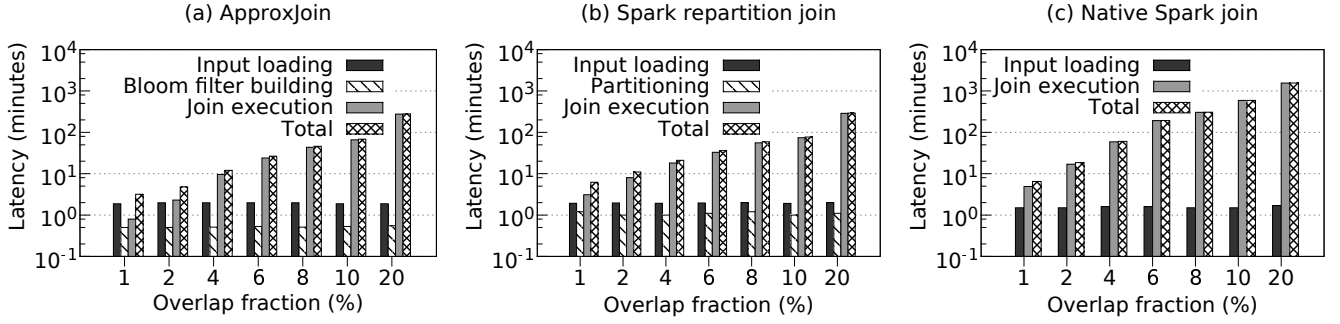 (a) ApproxJoin
Latency (minutes)
10^4
10^3
10^2
10^1
10^0
10^-1
Input loading
Bloom filter building
Join execution
Total
1 2 4 6 8 10 20
Overlap fraction (%)
(b) Spark repartition join
Latency (minutes)
10^4
10^3
10^2
10^1
10^0
10^-1
Input loading
Partitioning
Join execution
Total
1 2 4 6 8 10 20
Overlap fraction (%)
(c) Native Spark join
Latency (minutes)
10^4
10^3
10^2
10^1
10^0
10^-1
Input loading
Join execution
Total
1 2 4 6 8 10 20
Overlap fraction (%)